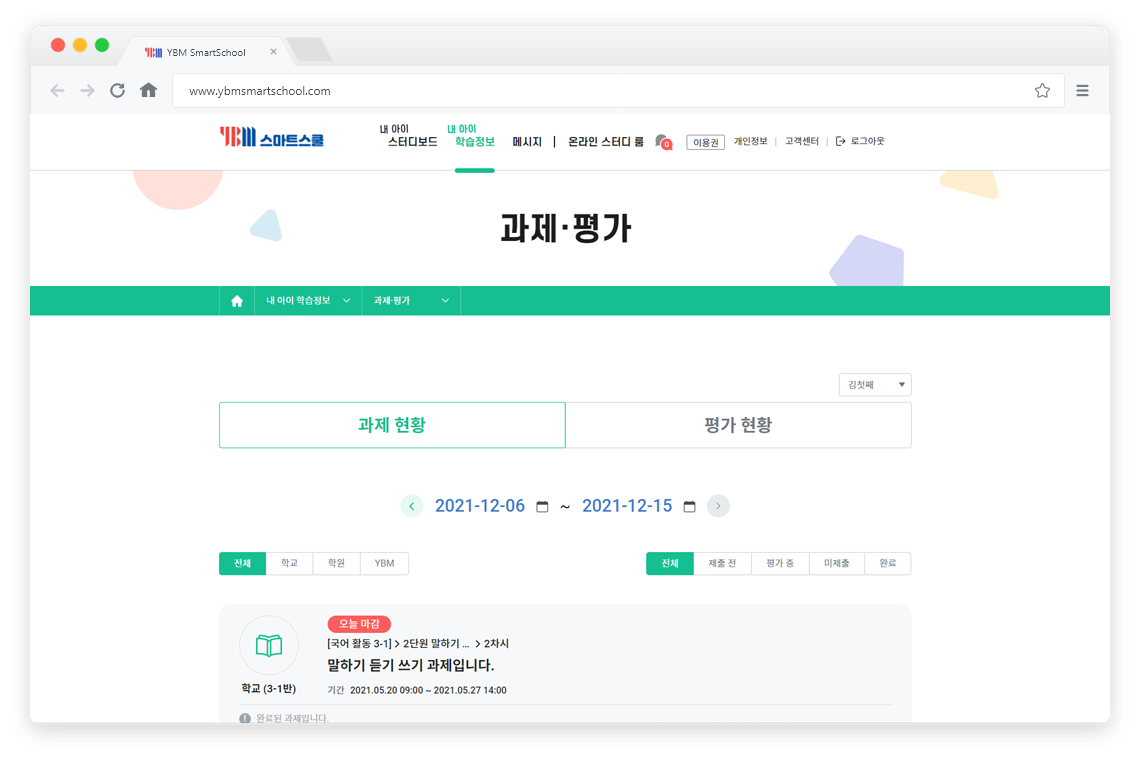 YBM SmartSchool
www.ybmsmartschool.com
YBM 스마트스쿨
내 아이 스터디보드
내 아이 학습정보
메시지
온라인 스터디 룸
0
이용권
개인정보
고객센터
로그아웃
과제·평가
내 아이 학습정보
과제·평가
김첫째
과제 현황
평가 현황
2021-12-06 ~ 2021-12-15
전체 학교 학원 YBM
전체 제출 전 평가 중 미제출 완료
오늘 마감
[국어 활동 3-1] > 2단원 말하기 ... > 2차시
말하기 듣기 쓰기 과제입니다.
학교 (3-1반)
기간 2021.05.20 09:00 ~ 2021.05.27 14:00
완료된 과제입니다.